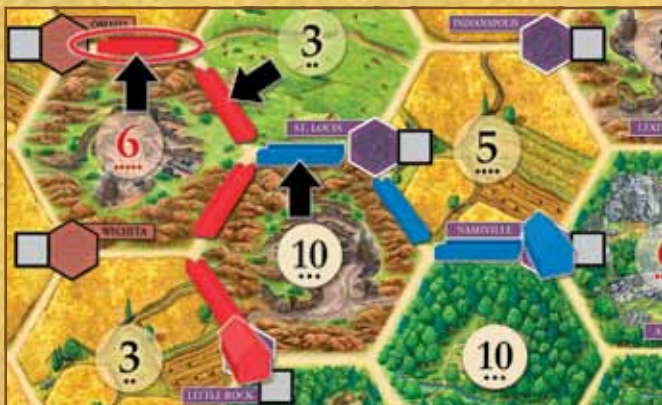 OMAHA
3
INDIANAPOLIS
6
ST. LOUIS
5
WICHITA
10
NASHVILLE
3
10
LITTLE ROCK